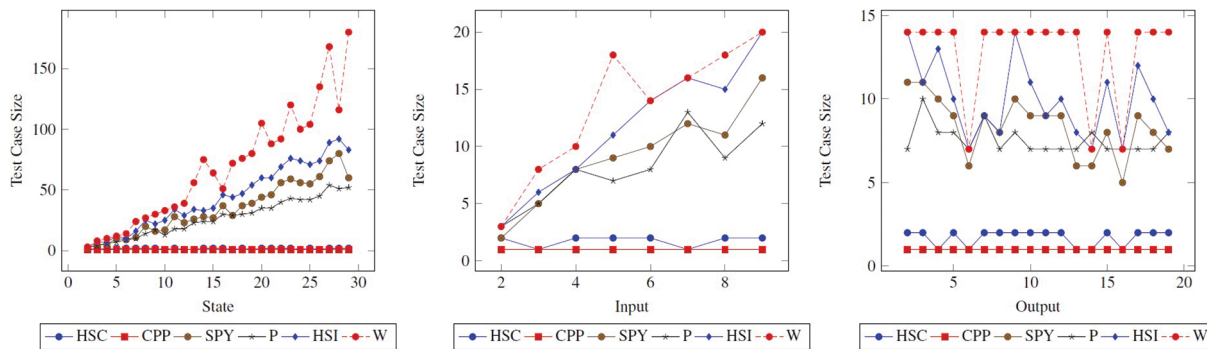 150
100
50
0
Test Case Size
0 5 10 15 20 25 30
State
HSC CPP SPY P HSI W
20
15
10
5
0
Test Case Size
2 4 6 8
Input
HSC CPP SPY P HSI W
15
10
5
0
Test Case Size
5 10 15 20
Output
HSC CPP SPY P HSI W